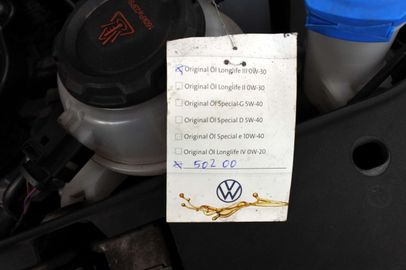 Original Öl Longlife III 0W-30
Original Öl Longlife II 0W-30
Original Öl Special G 5W-40
Original Öl Special D 5W-40
Original Öl Special e 10W-40
Original Öl Longlife IV 0W-20
x 502 00